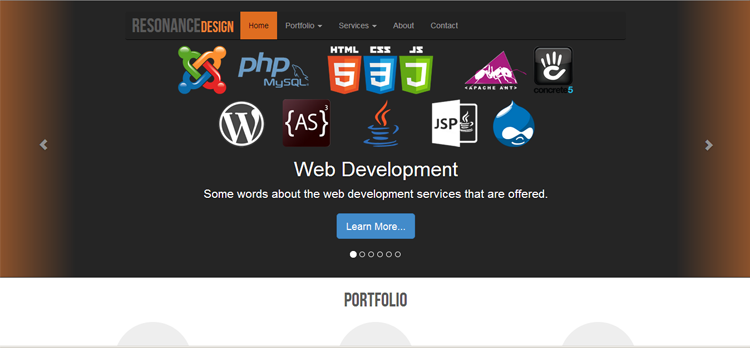 RESONANCEDESIGN Home Portfolio Services About Contact
php MySQL HTML 5 CSS 3 JS <APACHE ANT> concrete5
W {AS}3 JSP
Web Development
Some words about the web development services that are offered.
Learn More...
PORTFOLIO